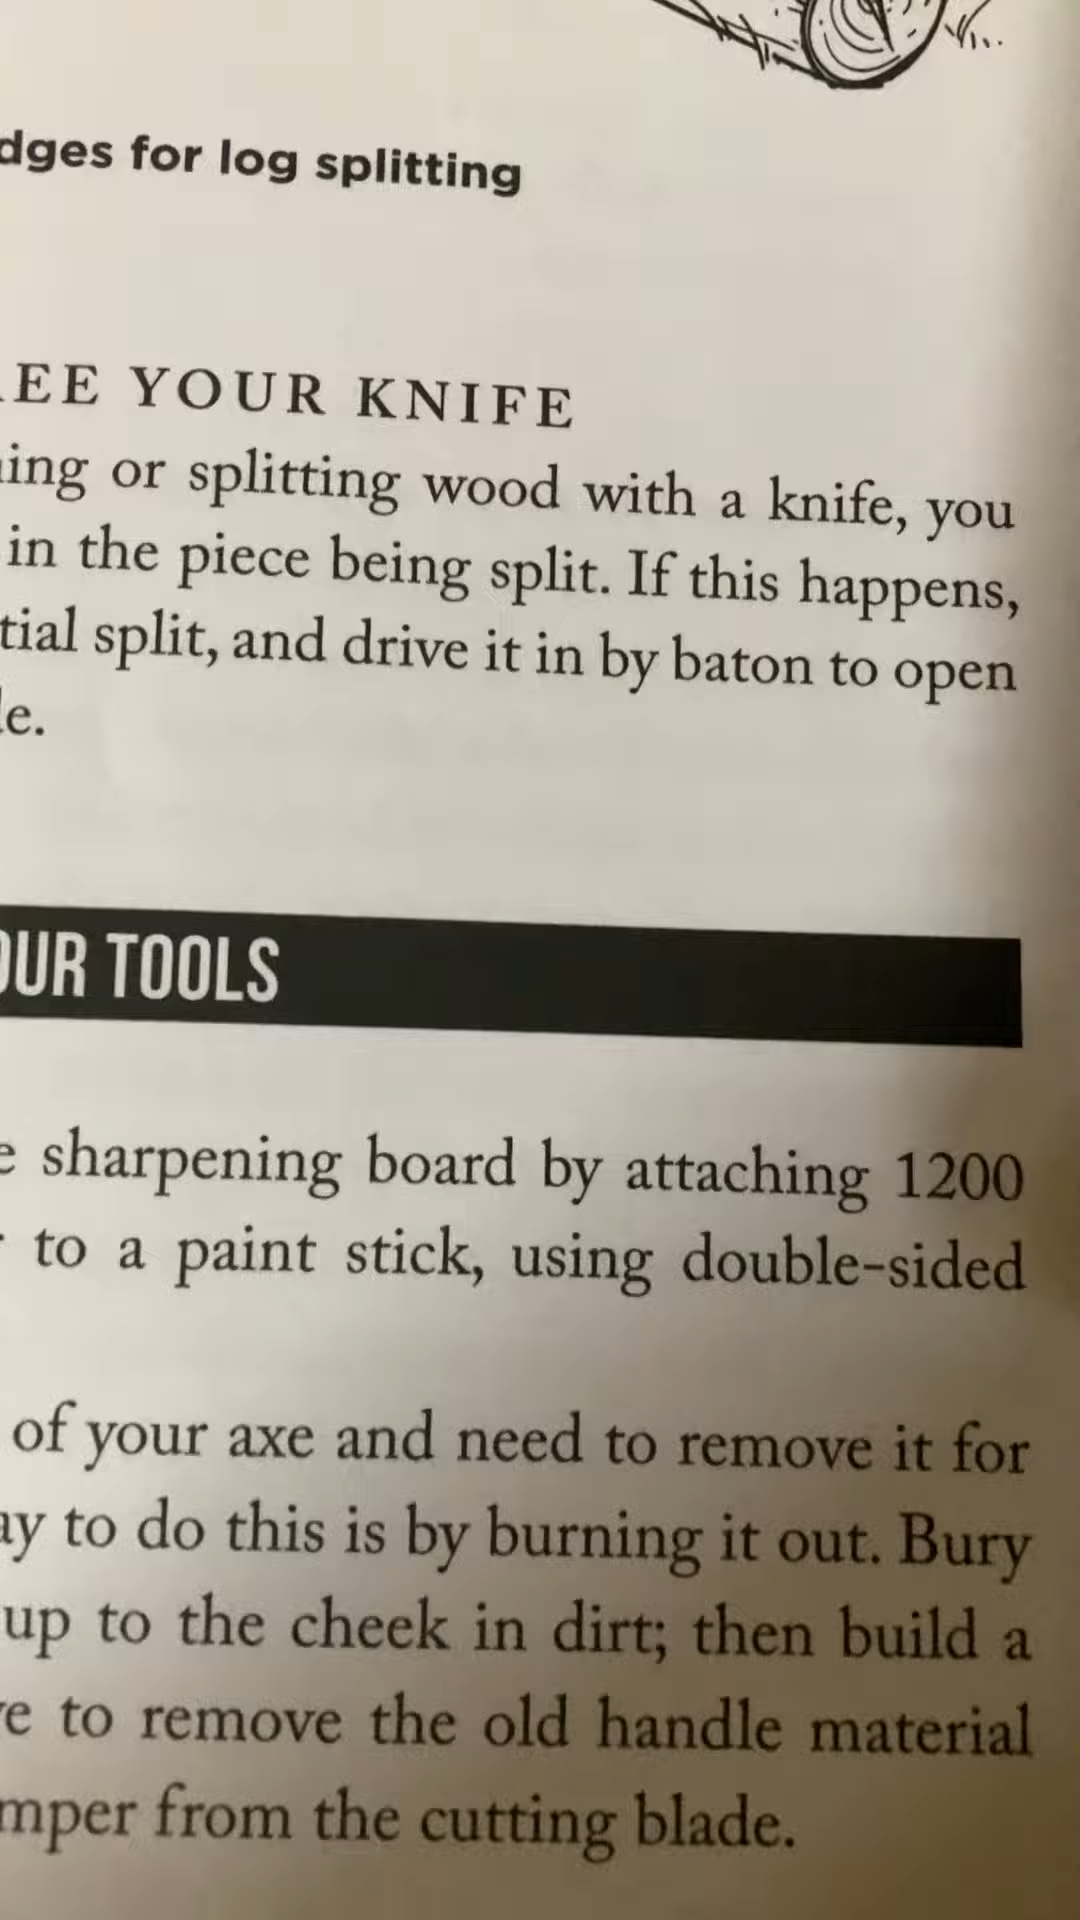 dges for log splitting
EE YOUR KNIFE
ing or splitting wood with a knife, you
in the piece being split. If this happens,
tial split, and drive it in by baton to open
le.
OUR TOOLS
e sharpening board by attaching 1200
to a paint stick, using double-sided
of your axe and need to remove it for
ay to do this is by burning it out. Bury
up to the cheek in dirt; then build a
e to remove the old handle material
mper from the cutting blade.